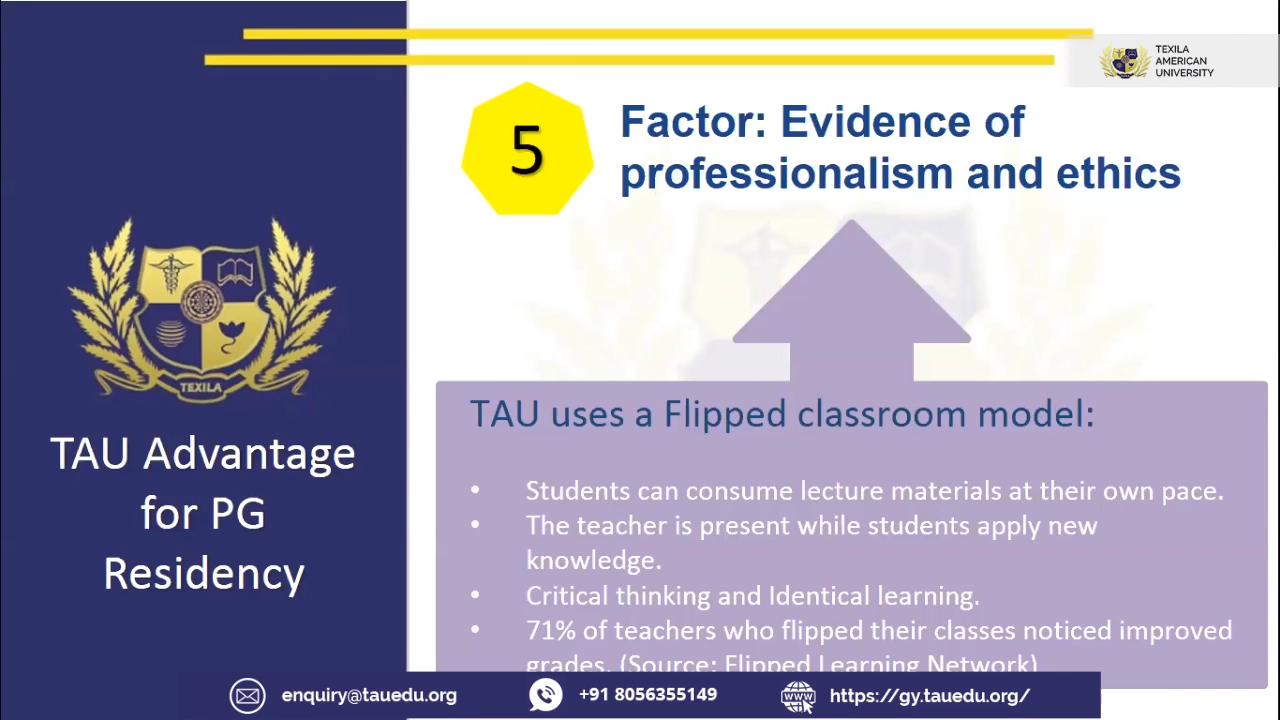 TEXILA
AMERICAN
UNIVERSITY
5
Factor: Evidence of
professionalism and ethics
TEXILA
TAU Advantage
for PG
Residency
TAU uses a Flipped classroom model:
• Students can consume lecture materials at their own pace.
• The teacher is present while students apply new
knowledge.
• Critical thinking and Identical learning.
• 71% of teachers who flipped their classes noticed improved
grades. (Source: Flipped Learning Network)
enquiry@tauedu.org
+91 8056355149
https://gy.tauedu.org/